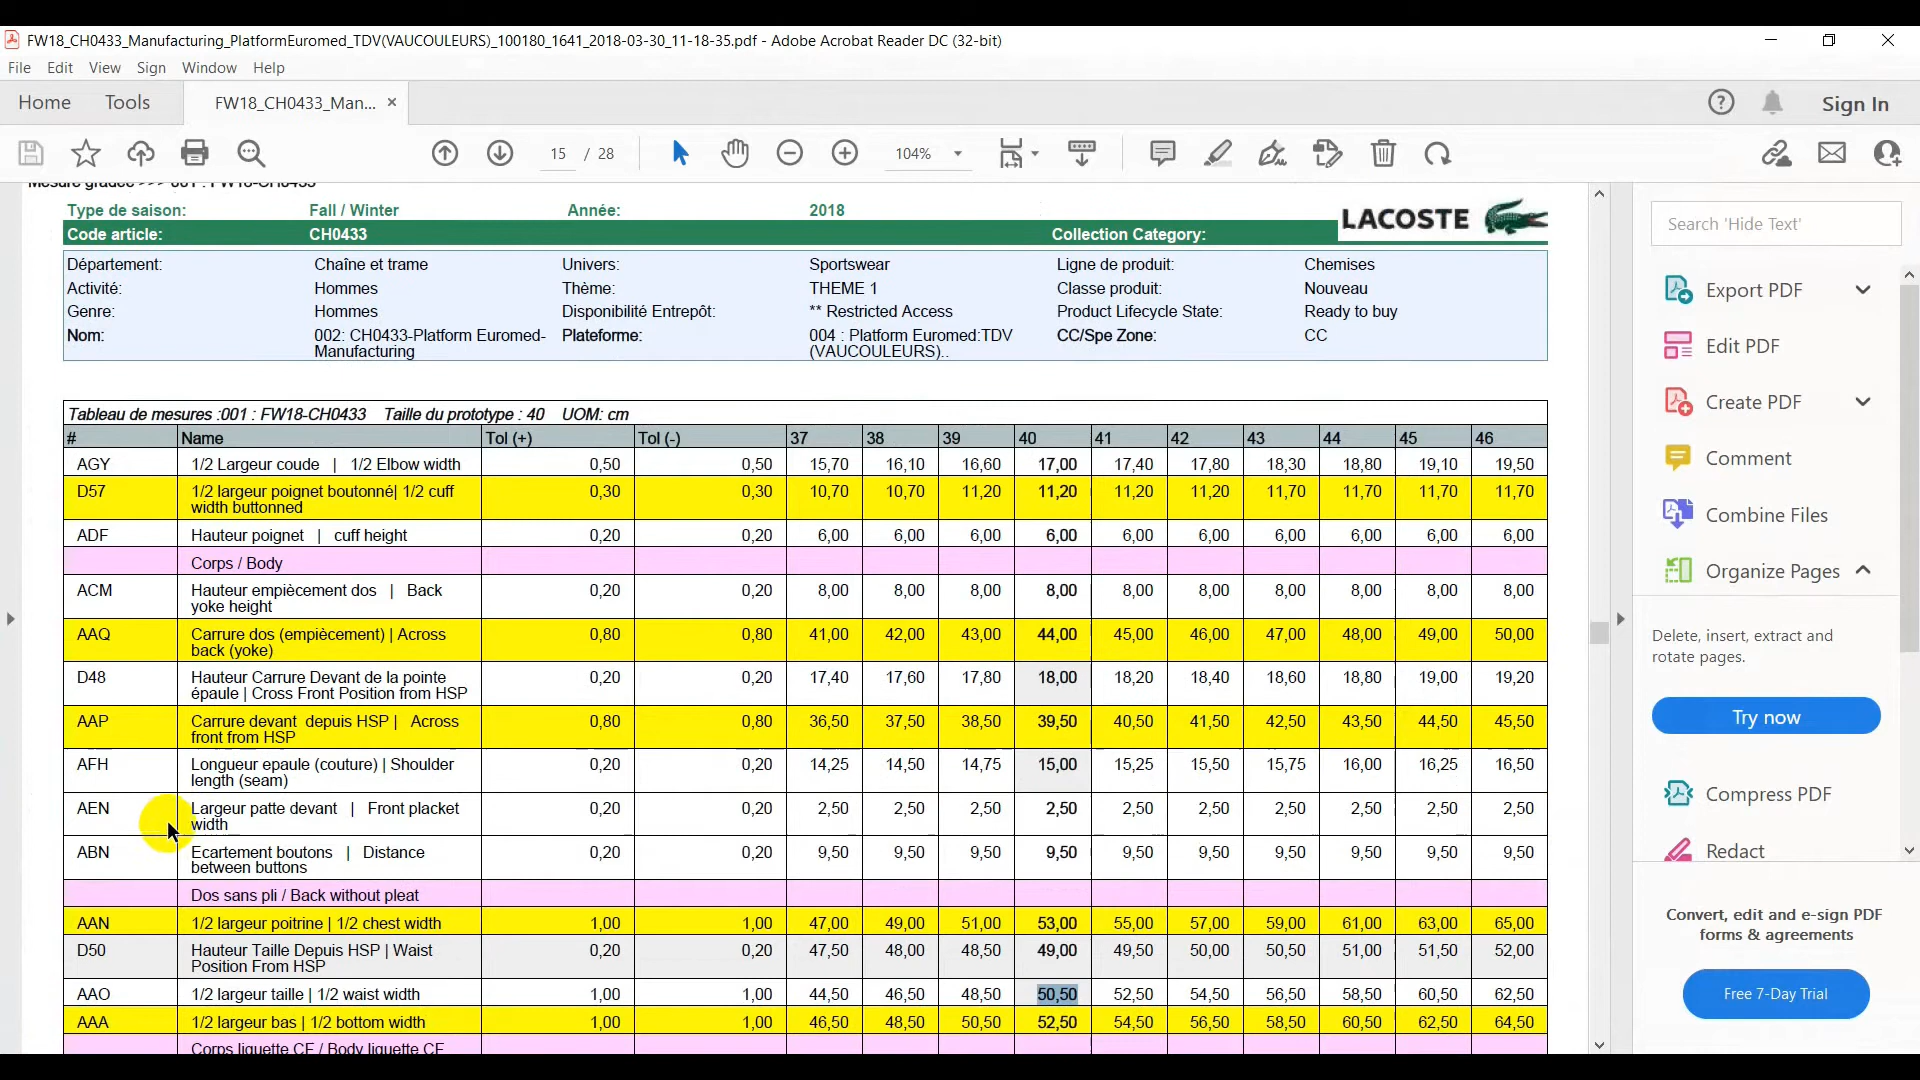 FW18_CH0433_Manufacturing_PlatformEuromed_TDV(VAUCOULEURS)_100180_1641_2018-03-30_11-18-35.pdf - Adobe Acrobat Reader DC (32-bit)
File Edit View Sign Window Help
Home Tools FW18_CH0433_Man... × Sign In
15 / 28 104%
Mesure gradée >>> 001 : FW18-CH0433
Type de saison: Fall / Winter Année: 2018 LACOSTE
Code article: CH0433 Collection Category:
Département: Chaîne et trame Univers: Sportswear Ligne de produit: Chemises
Activité: Hommes Thème: THEME 1 Classe produit: Nouveau
Genre: Hommes Disponibilité Entrepôt: ** Restricted Access Product Lifecycle State: Ready to buy
Nom: 002: CH0433-Platform Euromed- Plateforme: 004 : Platform Euromed:TDV CC/Spe Zone: CC
Manufacturing (VAUCOULEURS)..
Tableau de mesures :001 : FW18-CH0433 Taille du prototype : 40 UOM: cm
# Name Tol (+) Tol (-) 37 38 39 40 41 42 43 44 45 46
AGY 1/2 Largeur coude | 1/2 Elbow width 0,50 0,50 15,70 16,10 16,60 17,00 17,40 17,80 18,30 18,80 19,10 19,50
D57 1/2 largeur poignet boutonné| 1/2 cuff 0,30 0,30 10,70 10,70 11,20 11,20 11,20 11,20 11,70 11,70 11,70 11,70
width buttonned
ADF Hauteur poignet | cuff height 0,20 0,20 6,00 6,00 6,00 6,00 6,00 6,00 6,00 6,00 6,00 6,00
Corps / Body
ACM Hauteur empiècement dos | Back 0,20 0,20 8,00 8,00 8,00 8,00 8,00 8,00 8,00 8,00 8,00 8,00
yoke height
AAQ Carrure dos (empiècement) | Across 0,80 0,80 41,00 42,00 43,00 44,00 45,00 46,00 47,00 48,00 49,00 50,00
back (yoke)
D48 Hauteur Carrure Devant de la pointe 0,20 0,20 17,40 17,60 17,80 18,00 18,20 18,40 18,60 18,80 19,00 19,20
épaule | Cross Front Position from HSP
AAP Carrure devant depuis HSP | Across 0,80 0,80 36,50 37,50 38,50 39,50 40,50 41,50 42,50 43,50 44,50 45,50
front from HSP
AFH Longueur epaule (couture) | Shoulder 0,20 0,20 14,25 14,50 14,75 15,00 15,25 15,50 15,75 16,00 16,25 16,50
length (seam)
AEN Largeur patte devant | Front placket 0,20 0,20 2,50 2,50 2,50 2,50 2,50 2,50 2,50 2,50 2,50 2,50
width
ABN Ecartement boutons | Distance 0,20 0,20 9,50 9,50 9,50 9,50 9,50 9,50 9,50 9,50 9,50 9,50
between buttons
Dos sans pli / Back without pleat
AAN 1/2 largeur poitrine | 1/2 chest width 1,00 1,00 47,00 49,00 51,00 53,00 55,00 57,00 59,00 61,00 63,00 65,00
D50 Hauteur Taille Depuis HSP | Waist 0,20 0,20 47,50 48,00 48,50 49,00 49,50 50,00 50,50 51,00 51,50 52,00
Position From HSP
AAO 1/2 largeur taille | 1/2 waist width 1,00 1,00 44,50 46,50 48,50 50,50 52,50 54,50 56,50 58,50 60,50 62,50
AAA 1/2 largeur bas | 1/2 bottom width 1,00 1,00 46,50 48,50 50,50 52,50 54,50 56,50 58,50 60,50 62,50 64,50
Corps liquette CF / Body liquette CF
Search 'Hide Text'
Export PDF
Edit PDF
Create PDF
Comment
Combine Files
Organize Pages
Delete, insert, extract and
rotate pages.
Try now
Compress PDF
Redact
Convert, edit and e-sign PDF
forms & agreements
Free 7-Day Trial